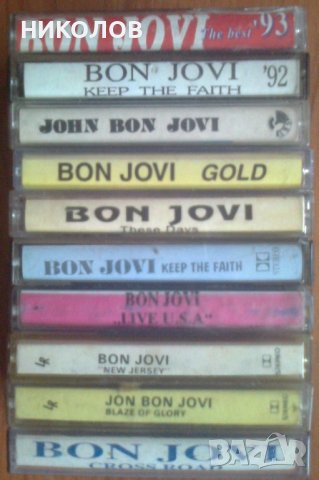 НИКОЛОВ
BON JOVI The best '93
BON JOVI '92
KEEP THE FAITH
JOHN BON JOVI
BON JOVI GOLD
BON JOVI
These Days
BON JOVI KEEP THE FAITH
BON JOVI
„LIVE U.S.A"
BON JOVI
"NEW JERSEY"
JON BON JOVI
BLAZE OF GLORY
BON JOVI
CROSS ROAD
БАЗАР